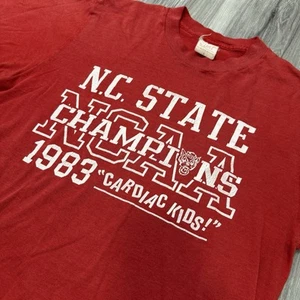 N.C. STATE
NCAA
CHAMPIONS
1983 "CARDIAC KIDS!"